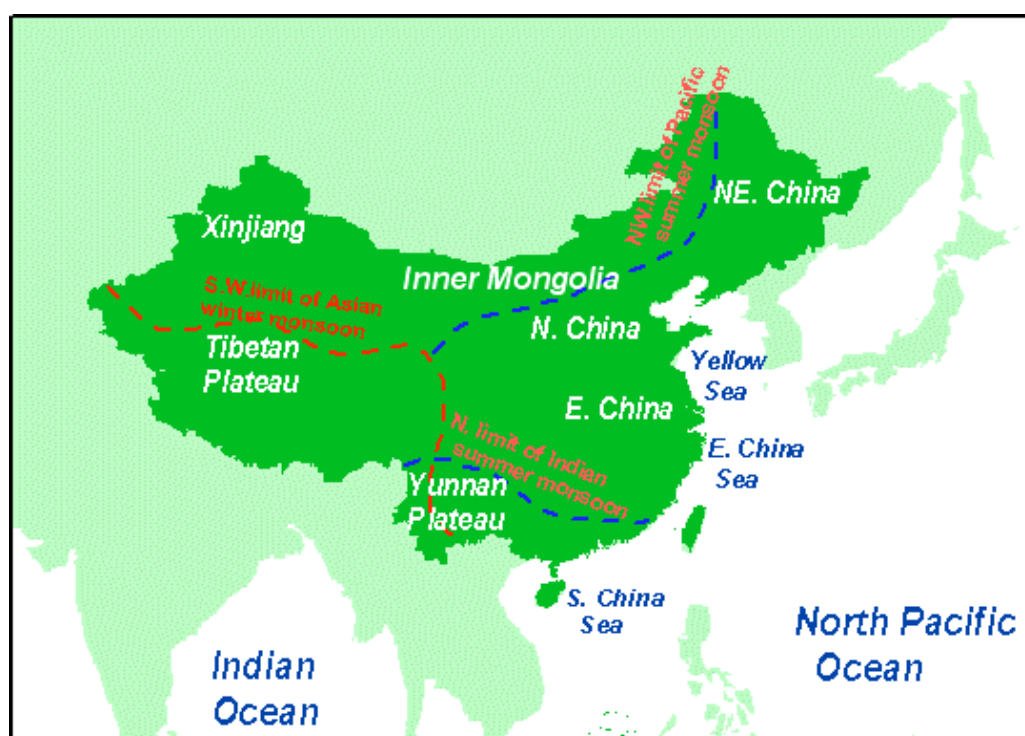 NW.limit of Pacific
summer monsoon
NE. China
Xinjiang
Inner Mongolia
S.W.limit of Asian
winter monsoon
N. China
Tibetan
Plateau
Yellow
Sea
E. China
N. limit of Indian
summer monsoon
E. China
Sea
Yunnan
Plateau
S. China
Sea
North Pacific
Ocean
Indian
Ocean